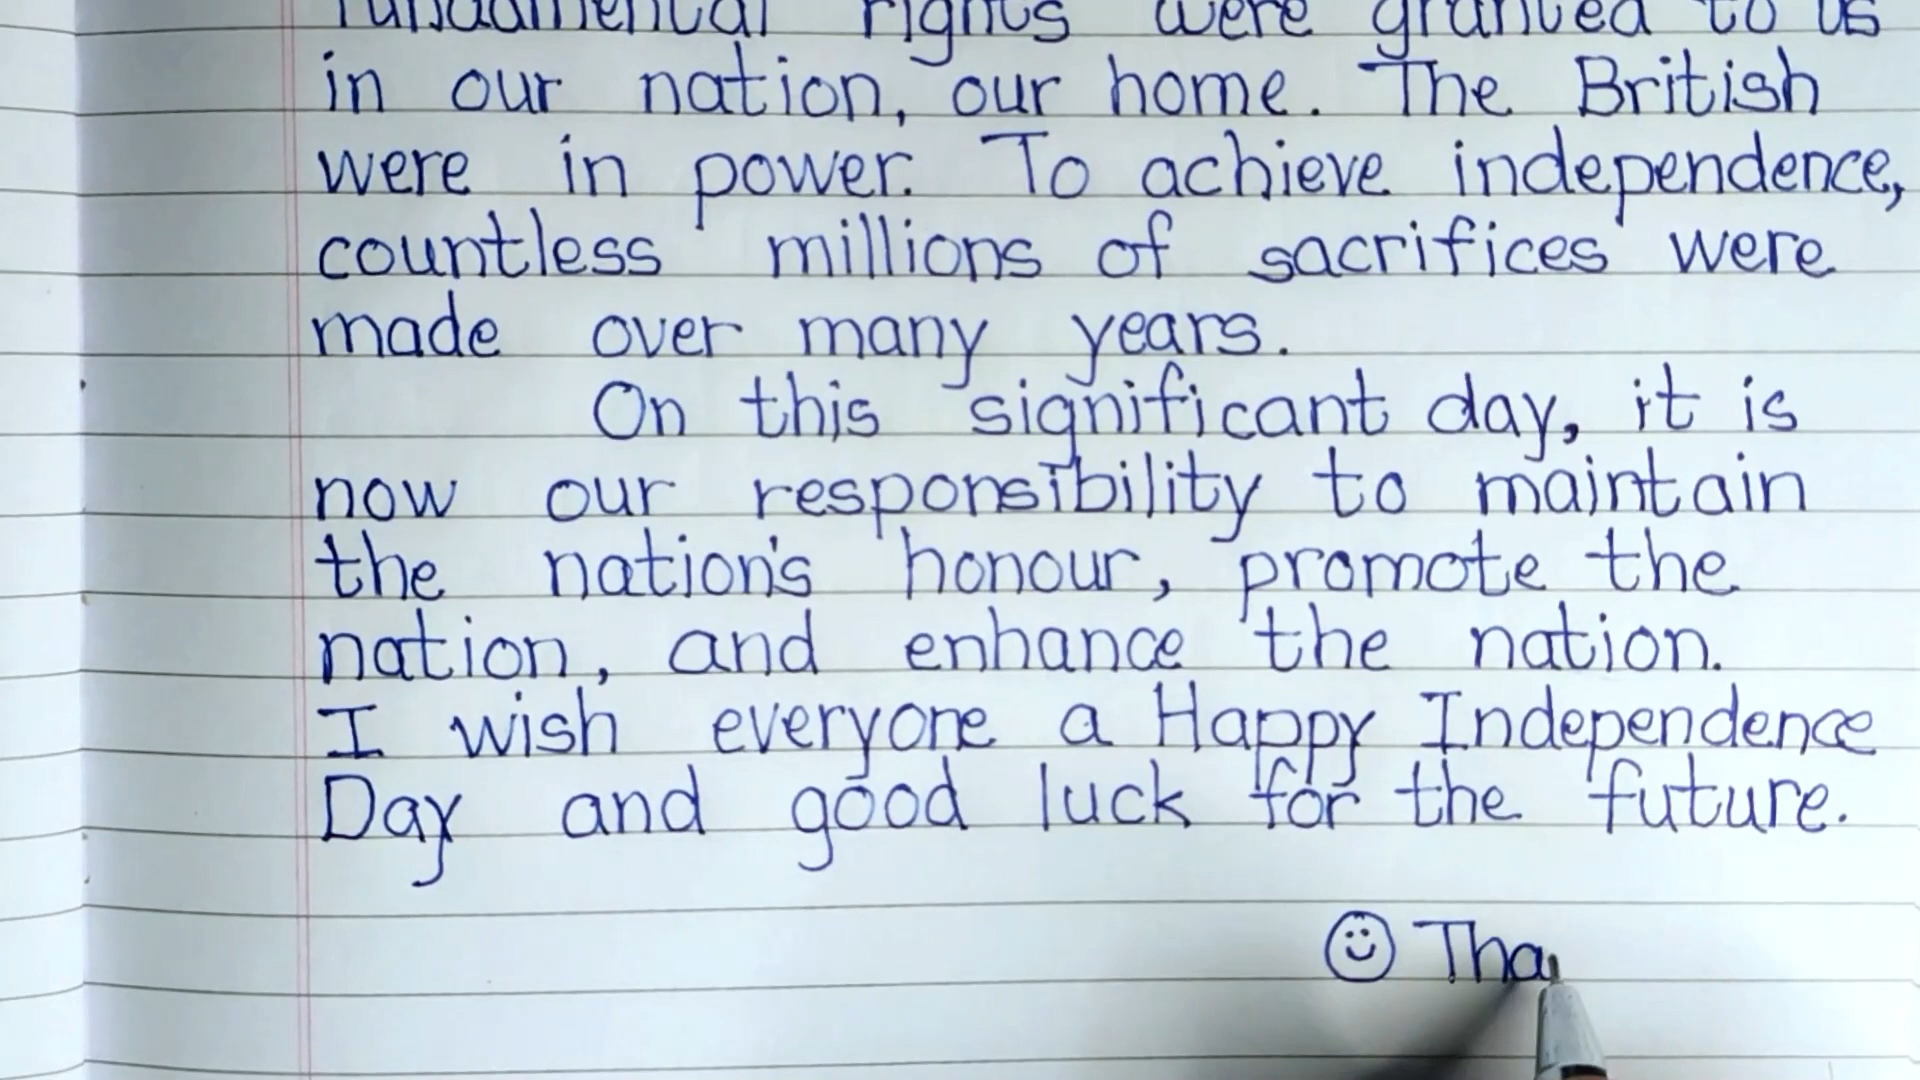 fundamental rights were granted to us
in our nation, our home. The British
were in power. To achieve independence,
countless millions of sacrifices were
made over many years.
On this significant day, it is
now our responsibility to maintain
the nation's honour, promote the
nation, and enhance the nation.
I wish everyone a Happy Independence
Day and good luck for the future.
☺ Tha